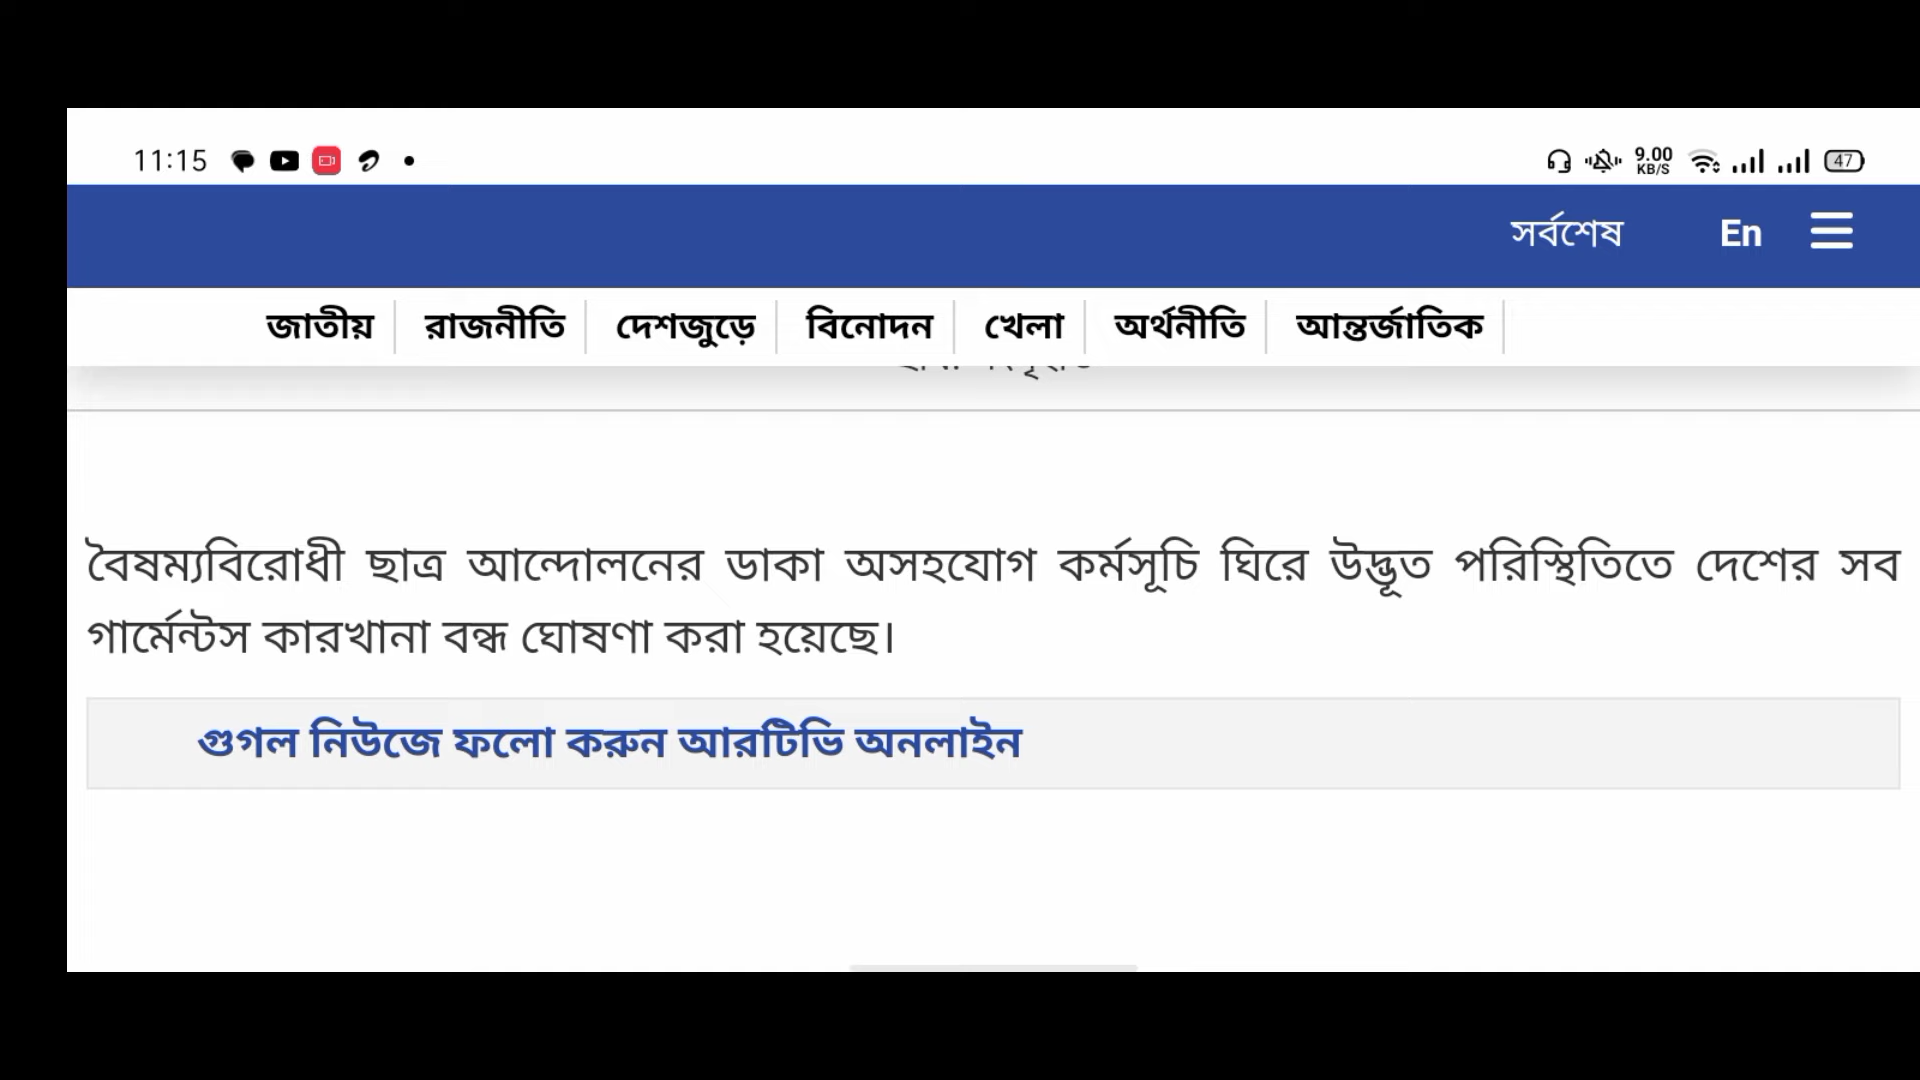 11:15
9.00
KB/S
47
সর্বশেষ En
জাতীয় রাজনীতি দেশজুড়ে বিনোদন খেলা অর্থনীতি আন্তর্জাতিক
বৈষম্যবিরোধী ছাত্র আন্দোলনের ডাকা অসহযোগ কর্মসূচি ঘিরে উদ্ভূত পরিস্থিতিতে দেশের সব
গার্মেন্টস কারখানা বন্ধ ঘোষণা করা হয়েছে।
গুগল নিউজে ফলো করুন আরটিভি অনলাইন